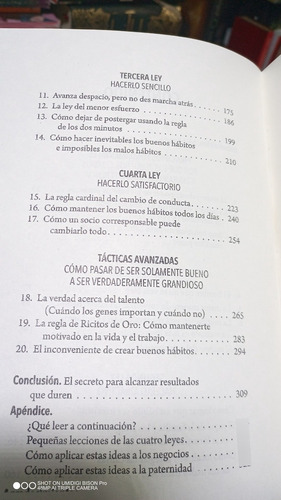 TERCERA LEY
HACERLO SENCILLO
11. Avanza despacio, pero no des marcha atrás . . . . . . . . 175
12. La ley del menor esfuerzo . . . . . . . . . . . . . . . . 186
13. Cómo dejar de postergar usando la regla
de los dos minutos . . . . . . . . . . . . . . . . . . 199
14. Cómo hacer inevitables los buenos hábitos
e imposibles los malos hábitos . . . . . . . . . . . . 210
CUARTA LEY
HACERLO SATISFACTORIO
15. La regla cardinal del cambio de conducta . . . . . . . . 223
16. Cómo mantener los buenos hábitos todos los días . 240
17. Cómo un socio corresponsable puede
cambiarlo todo . . . . . . . . . . . . . . . . . . . . 254
TÁCTICAS AVANZADAS
CÓMO PASAR DE SER SOLAMENTE BUENO
A SER VERDADERAMENTE GRANDIOSO
18. La verdad acerca del talento
(Cuándo los genes importan y cuándo no) . . . . 265
19. La regla de Ricitos de Oro: Cómo mantenerte
motivado en la vida y el trabajo . . . . . . . . . . . 283
20. El inconveniente de crear buenos hábitos . . . . . . . 294
Conclusión. El secreto para alcanzar resultados
que duren . . . . . . . . . . . . . . . . . . . . . . 309
Apéndice.
¿Qué leer a continuación? . . . . . . . . .
Pequeñas lecciones de las cuatro leyes . . . .
Cómo aplicar estas ideas a los negocios . . .
Cómo aplicar estas ideas a la paternidad
SHOT ON UMIDIGI BISON Pro
48MP AI TRIPLE CAMERA